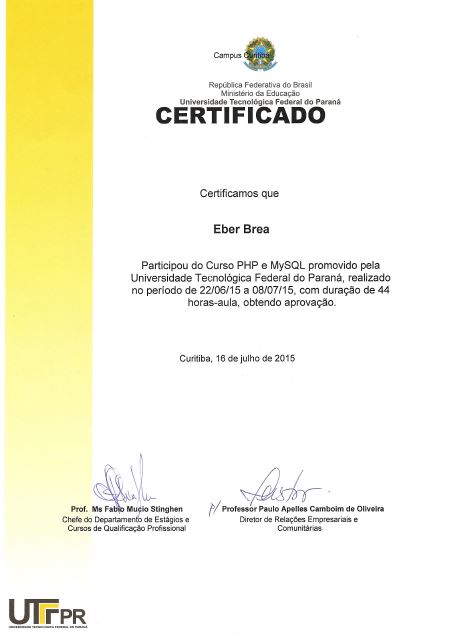 Campus Curitiba
República Federativa do Brasil
Ministério da Educação
Universidade Tecnológica Federal do Paraná
CERTIFICADO
Certificamos que
Eber Brea
Participou do Curso PHP e MySQL promovido pela
Universidade Tecnológica Federal do Paraná, realizado
no período de 22/06/15 a 08/07/15, com duração de 44
horas-aula, obtendo aprovação.
Curitiba, 16 de julho de 2015
Prof. Ms Fabio Mucio Stinghen
Chefe do Departamento de Estágios e
Cursos de Qualificação Profissional
P/ Professor Paulo Apelles Camboim de Oliveira
Diretor de Relações Empresariais e
Comunitárias
UTFPR
UNIVERSIDADE TECNOLÓGICA FEDERAL DO PARANÁ